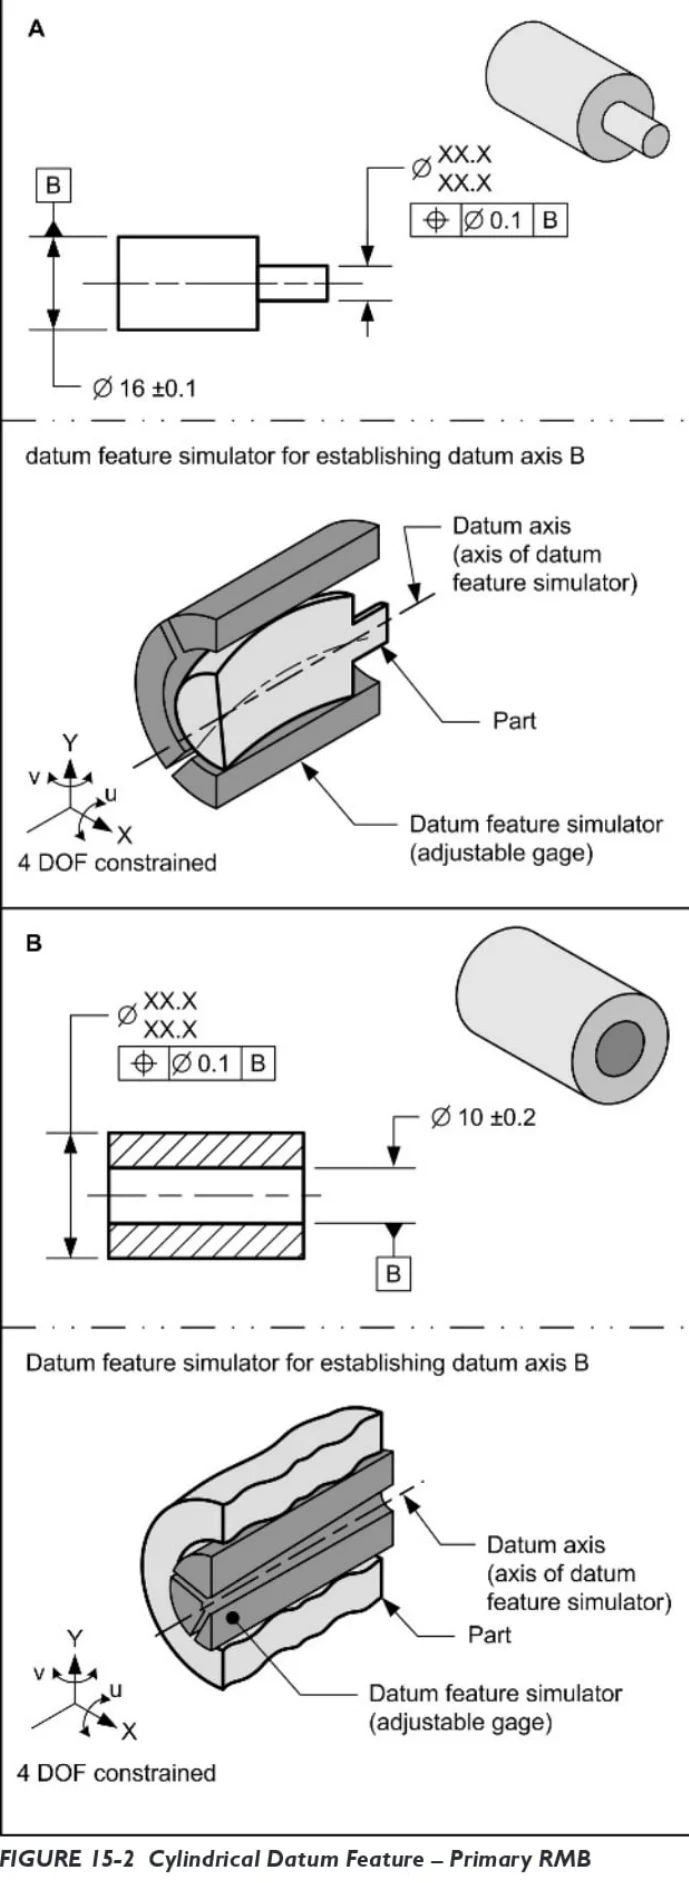 A
XX.X
⌀
XX.X
B
⌖ ⌀ 0.1 B
⌀ 16 ±0.1
datum feature simulator for establishing datum axis B
Datum axis
(axis of datum
feature simulator)
Part
Y
v
u
X
Datum feature simulator
(adjustable gage)
4 DOF constrained
B
XX.X
⌀
XX.X
⌖ ⌀ 0.1 B
⌀ 10 ±0.2
B
Datum feature simulator for establishing datum axis B
Datum axis
(axis of datum
feature simulator)
Part
Y
v
u
X
Datum feature simulator
(adjustable gage)
4 DOF constrained
FIGURE 15-2 Cylindrical Datum Feature – Primary RMB